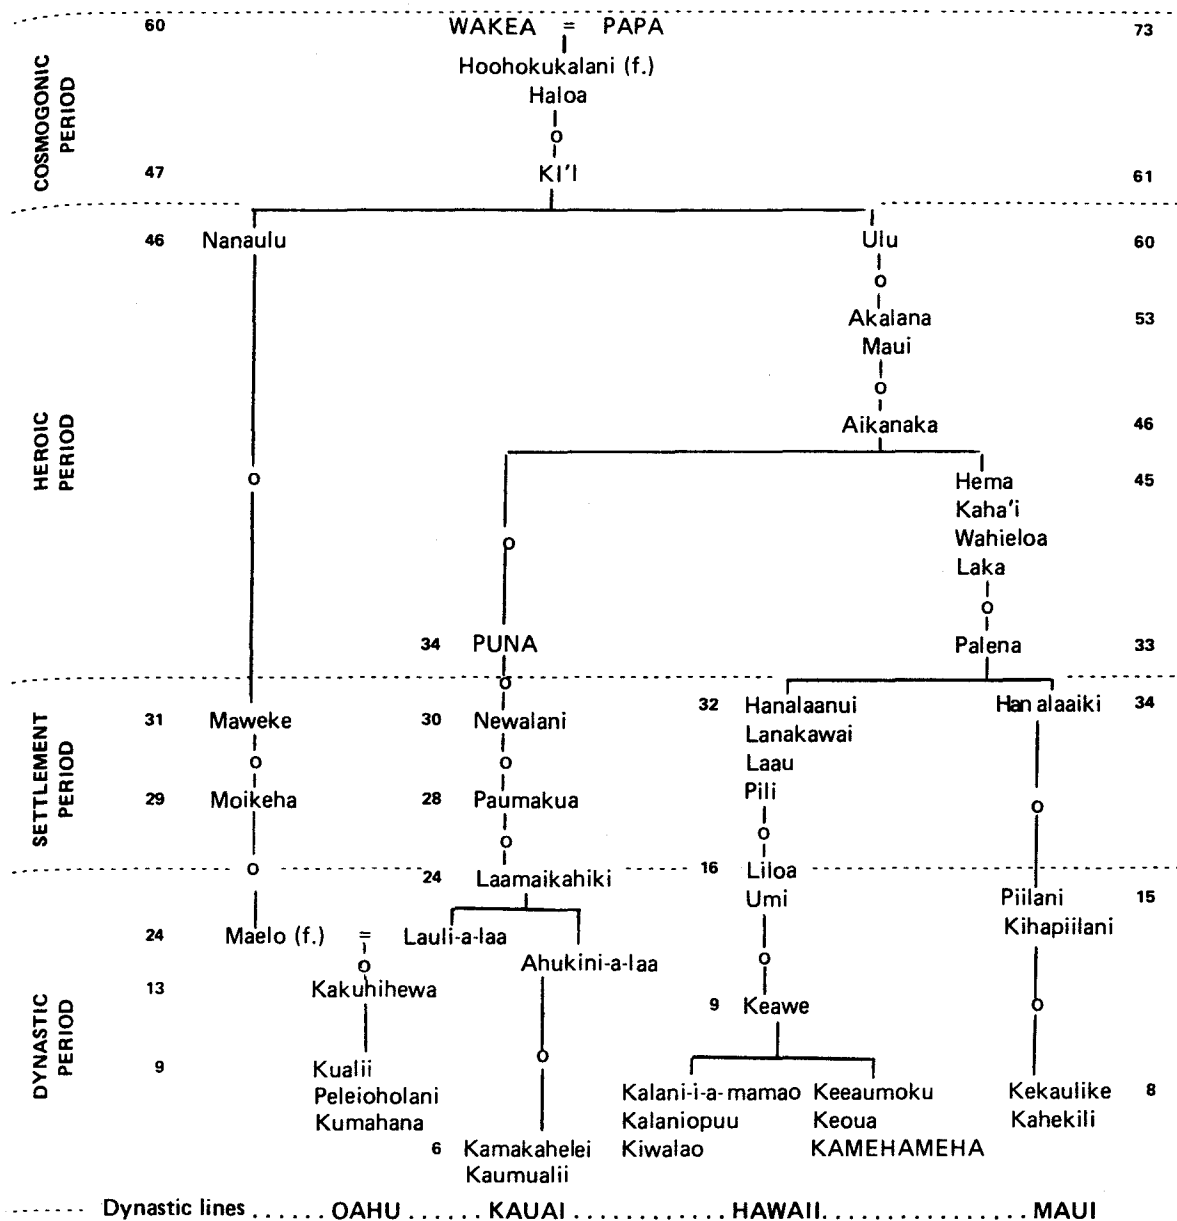 60 WAKEA = PAPA 73
Hoohokukalani (f.)
Haloa
o
COSMOGONIC PERIOD
47 KI'I 61
46 Nanaulu Ulu 60
o
Akalana 53
Maui
o
Aikanaka 46
HEROIC PERIOD
o Hema 45
Kaha'i
o Wahieloa
Laka
o
34 PUNA Palena 33
o
32 Hanalaanui Hanalaaiki 34
31 Maweke 30 Newalani Lanakawai
o o Laau
29 Moikeha 28 Paumakua Pili o
SETTLEMENT PERIOD
o o
o 24 Laamaikahiki 16 Liloa
Umi Piilani 15
Kihapiilani
24 Maelo (f.) = Lauli-a-laa
o Ahukini-a-laa o
13 Kakuhihewa 9 Keawe o
DYNASTIC PERIOD
o
9 Kualii Kalani-i-a-mamao Keeaumoku Kekaulike 8
Peleioholani Kalaniopuu Keoua Kahekili
Kumahana Kiwalao KAMEHAMEHA
6 Kamakahelei
Kaumualii
Dynastic lines ...... OAHU ...... KAUAI ............ HAWAII................ MAUI